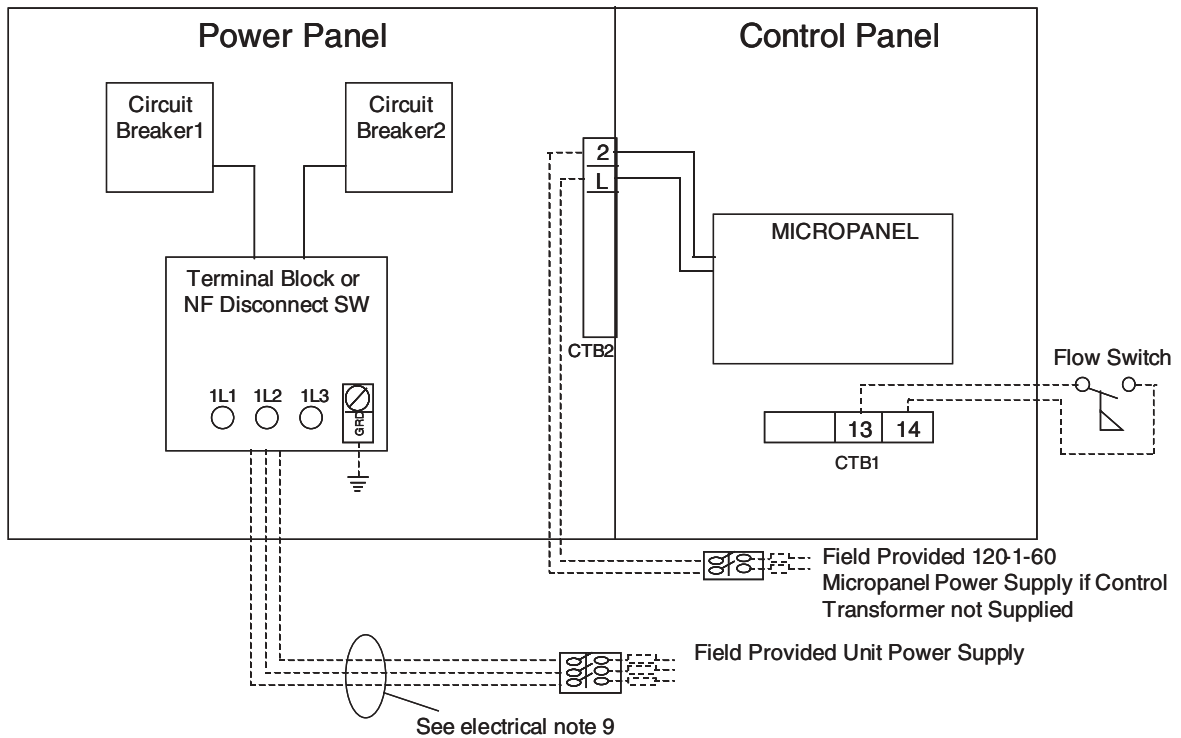 Power Panel
Control Panel
Circuit
Breaker1
Circuit
Breaker2
2
L
MICROPANEL
Terminal Block or
NF Disconnect SW
CTB2
Flow Switch
1L1 1L2 1L3
GRD
13 14
CTB1
Field Provided 120-1-60
Micropanel Power Supply if Control
Transformer not Supplied
Field Provided Unit Power Supply
See electrical note 9